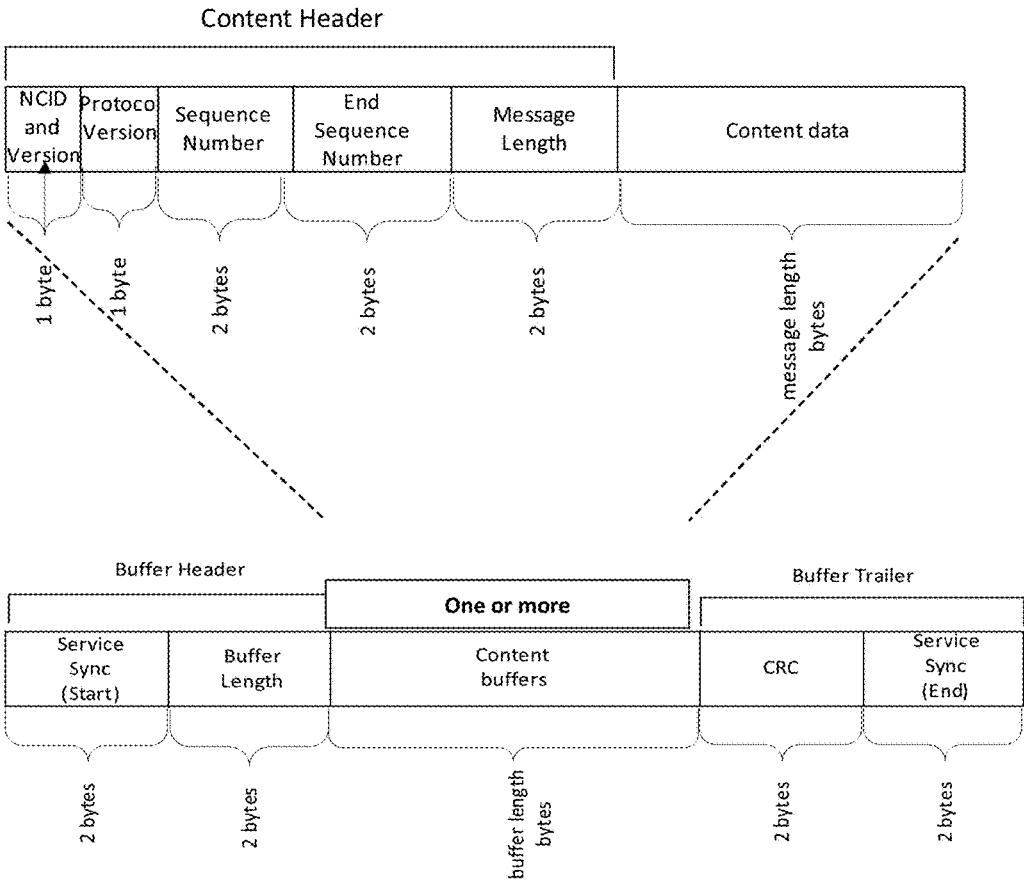 Content Header
NCID
and
Version
Protoco
Version
Sequence
Number
End
Sequence
Number
Message
Length
Content data
1 byte
1 byte
2 bytes
2 bytes
2 bytes
message length
bytes
Buffer Header
One or more
Buffer Trailer
Service
Sync
(Start)
Buffer
Length
Content
buffers
CRC
Service
Sync
(End)
2 bytes
2 bytes
buffer length
bytes
2 bytes
2 bytes